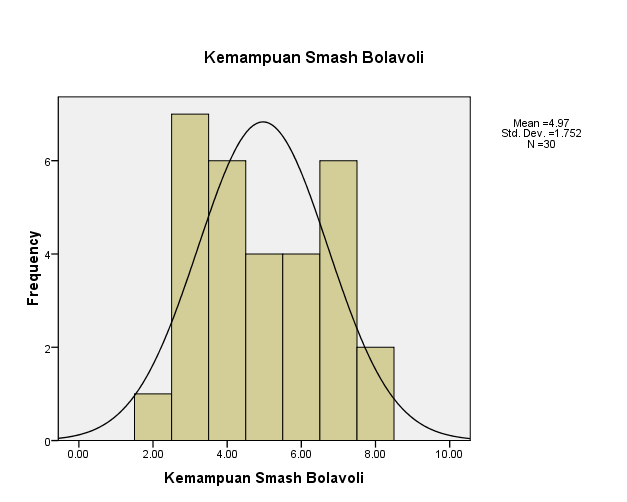 Kemampuan Smash Bolavoli
Mean =4.97
Std. Dev. =1.752
N =30
Frequency
6
4
2
0
0.00 2.00 4.00 6.00 8.00 10.00
Kemampuan Smash Bolavoli